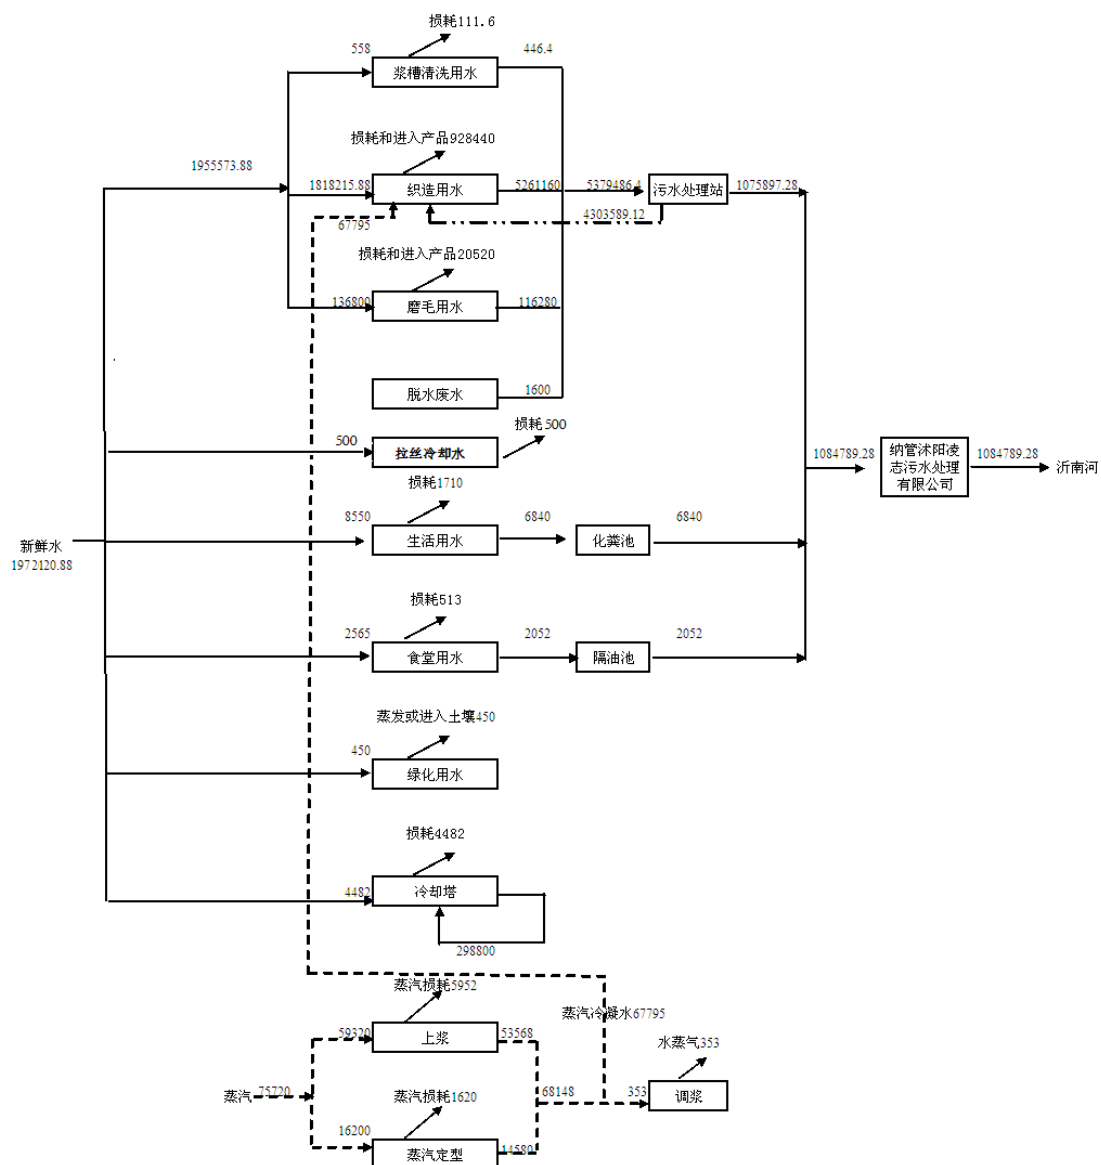 损耗111.6
558
446.4
浆槽清洗用水
损耗和进入产品928440
1955573.88
1818215.88
织造用水
5261160
5379486.4
污水处理站
1075897.28
67795
4303589.12
损耗和进入产品20520
136800
磨毛用水
116280
脱水废水
1600
损耗500
500
拉丝冷却水
1084789.28
纳管沭阳凌
志污水处理
有限公司
1084789.28
沂南河
损耗1710
8550
生活用水
6840
化粪池
6840
新鲜水
1972120.88
损耗513
2565
食堂用水
2052
隔油池
2052
蒸发或进入土壤450
450
绿化用水
损耗4482
4482
冷却塔
298800
蒸汽损耗5952
蒸汽冷凝水67795
59320
上浆
53568
水蒸气353
蒸汽
75720
蒸汽损耗1620
68148
353
调浆
16200
蒸汽定型
14580